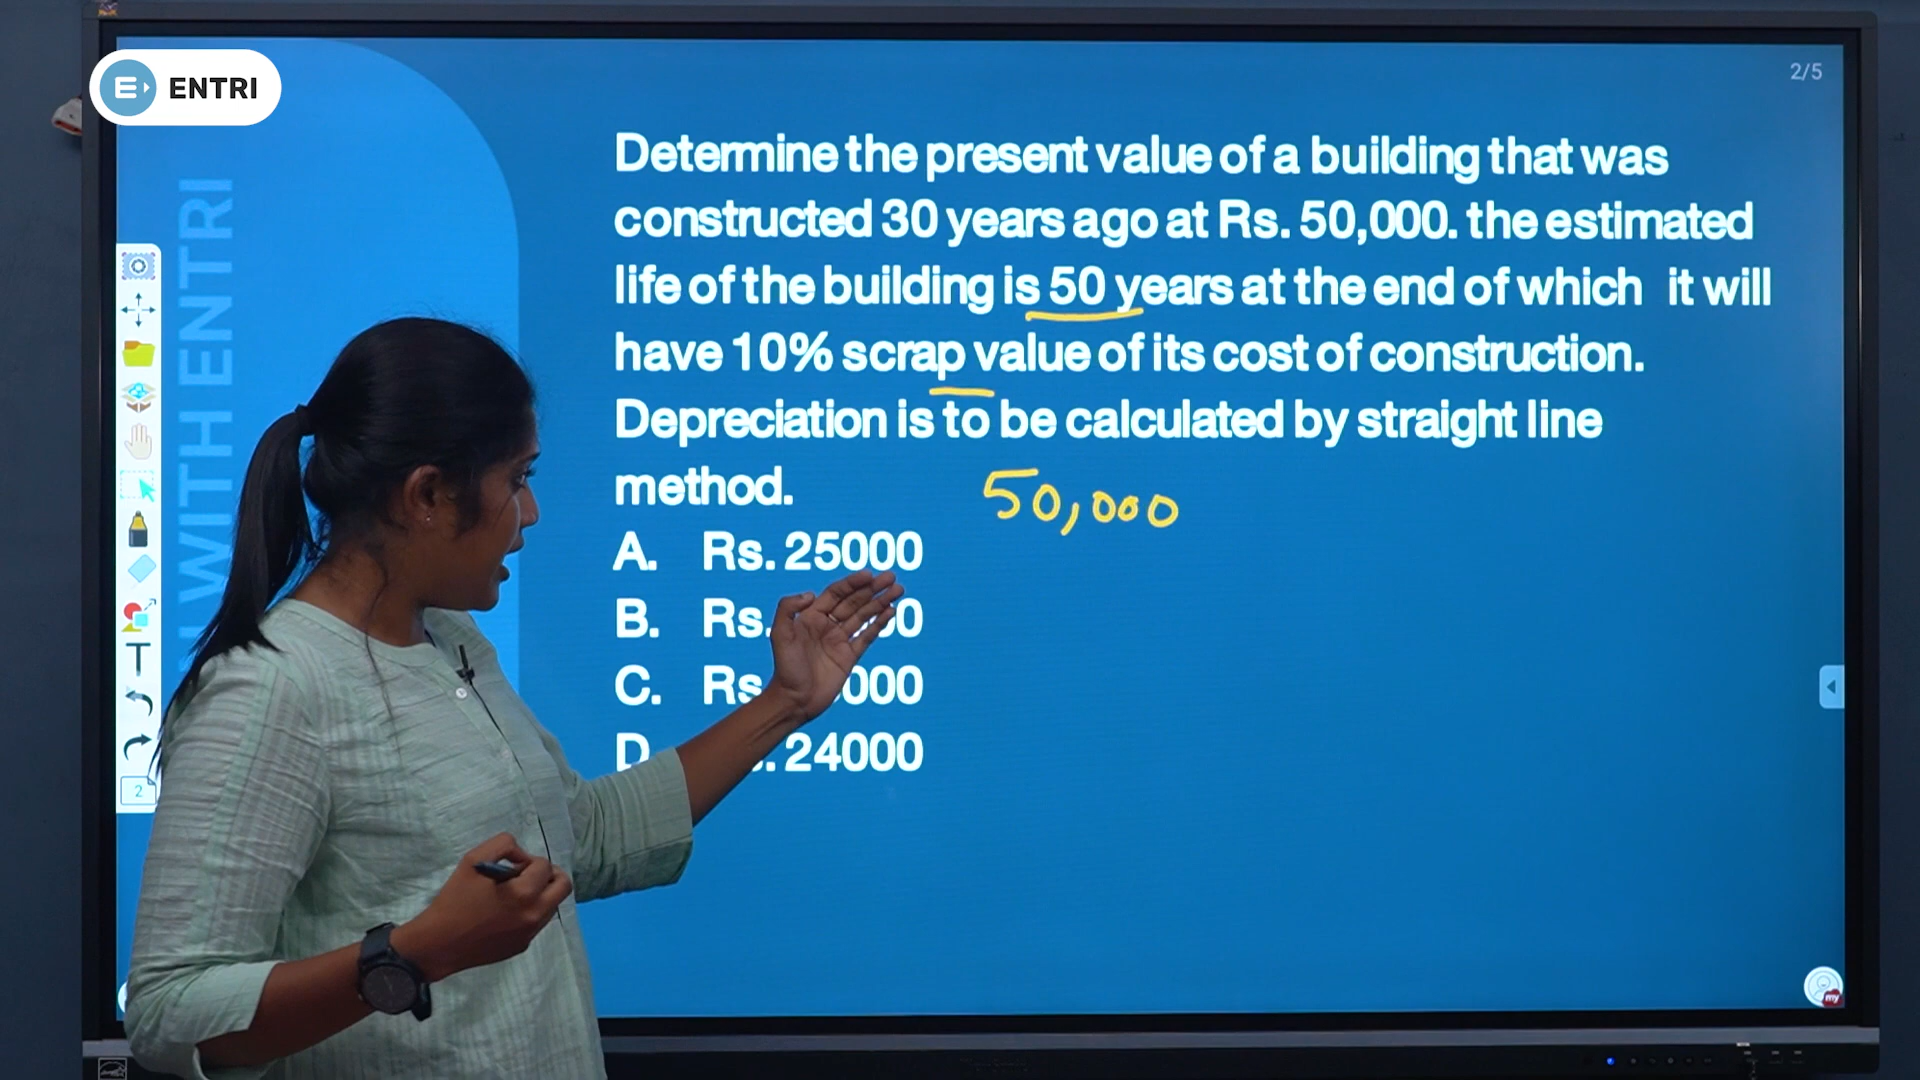 ENTRI
2/5
WITH ENTRI
Determine the present value of a building that was
constructed 30 years ago at Rs. 50,000. the estimated
life of the building is 50 years at the end of which it will
have 10% scrap value of its cost of construction.
Depreciation is to be calculated by straight line
method.
50,000
A. Rs. 25000
B. Rs.
C. Rs
D. 24000
T
2
my